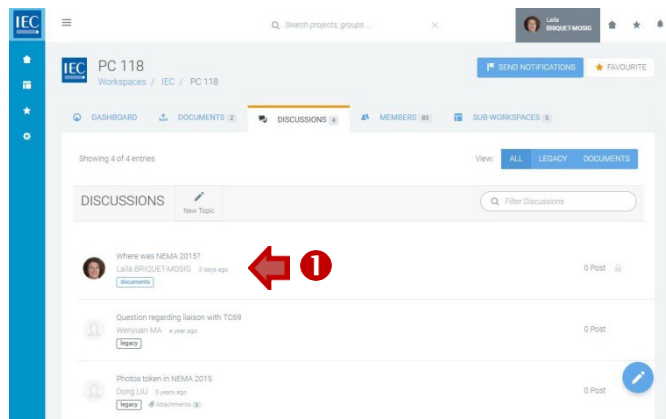 IEC
Search projects, groups ...
Laila
BRIQUET-MOSIG
IEC
PC 118
Workspaces / IEC / PC 118
SEND NOTIFICATIONS
FAVOURITE
DASHBOARD
DOCUMENTS 2
DISCUSSIONS 4
MEMBERS 83
SUB-WORKSPACES 5
Showing 4 of 4 entries
View:
ALL
LEGACY
DOCUMENTS
DISCUSSIONS
New Topic
Filter Discussions
Where was NEMA 2015?
Laila BRIQUET-MOSIG 3 days ago
documents
1
0 Post
Question regarding liaison with TC69
Wenyuan MA a year ago
legacy
0 Post
Photos token in NEMA 2015
Dong LIU 3 years ago
legacy
Attachments 3
0 Post